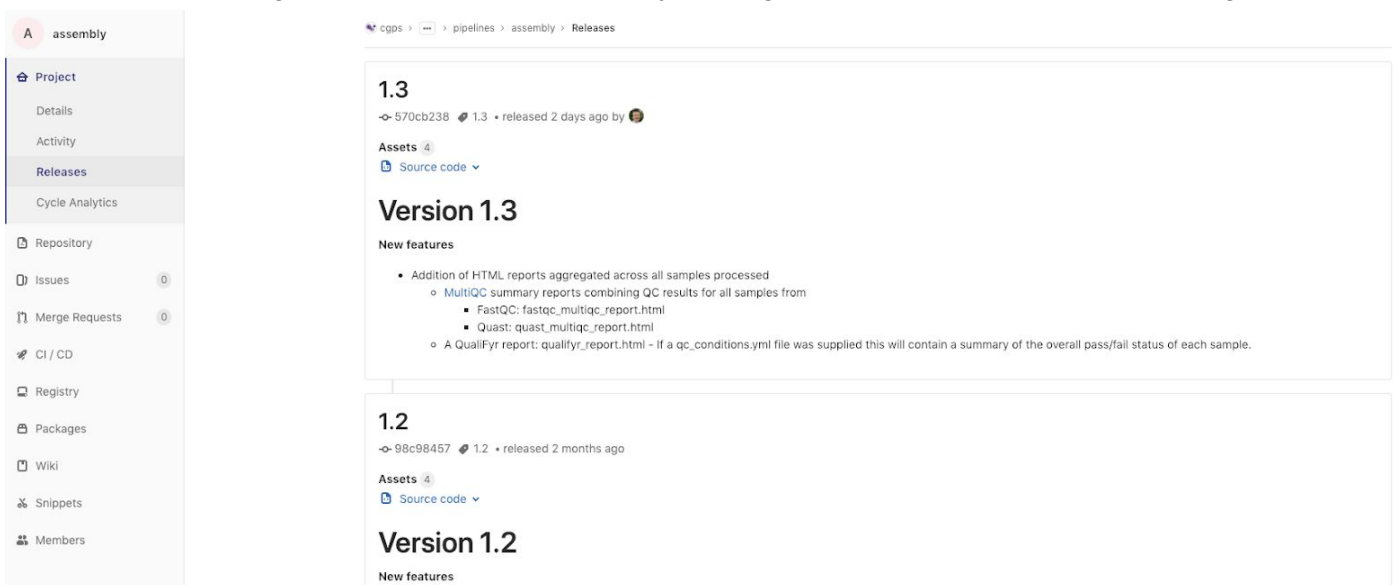 A assembly
Project
Details
Activity
Releases
Cycle Analytics
Repository
Issues 0
Merge Requests 0
CI / CD
Registry
Packages
Wiki
Snippets
Members
cgps > ... > pipelines > assembly > Releases
1.3
570cb238 1.3 • released 2 days ago by
Assets 4
Source code
Version 1.3
New features
• Addition of HTML reports aggregated across all samples processed
◦ MultiQC summary reports combining QC results for all samples from
▪ FastQC: fastqc_multiqc_report.html
▪ Quast: quast_multiqc_report.html
◦ A QualiFyr report: qualifyr_report.html - If a qc_conditions.yml file was supplied this will contain a summary of the overall pass/fail status of each sample.
1.2
98c98457 1.2 • released 2 months ago
Assets 4
Source code
Version 1.2
New features